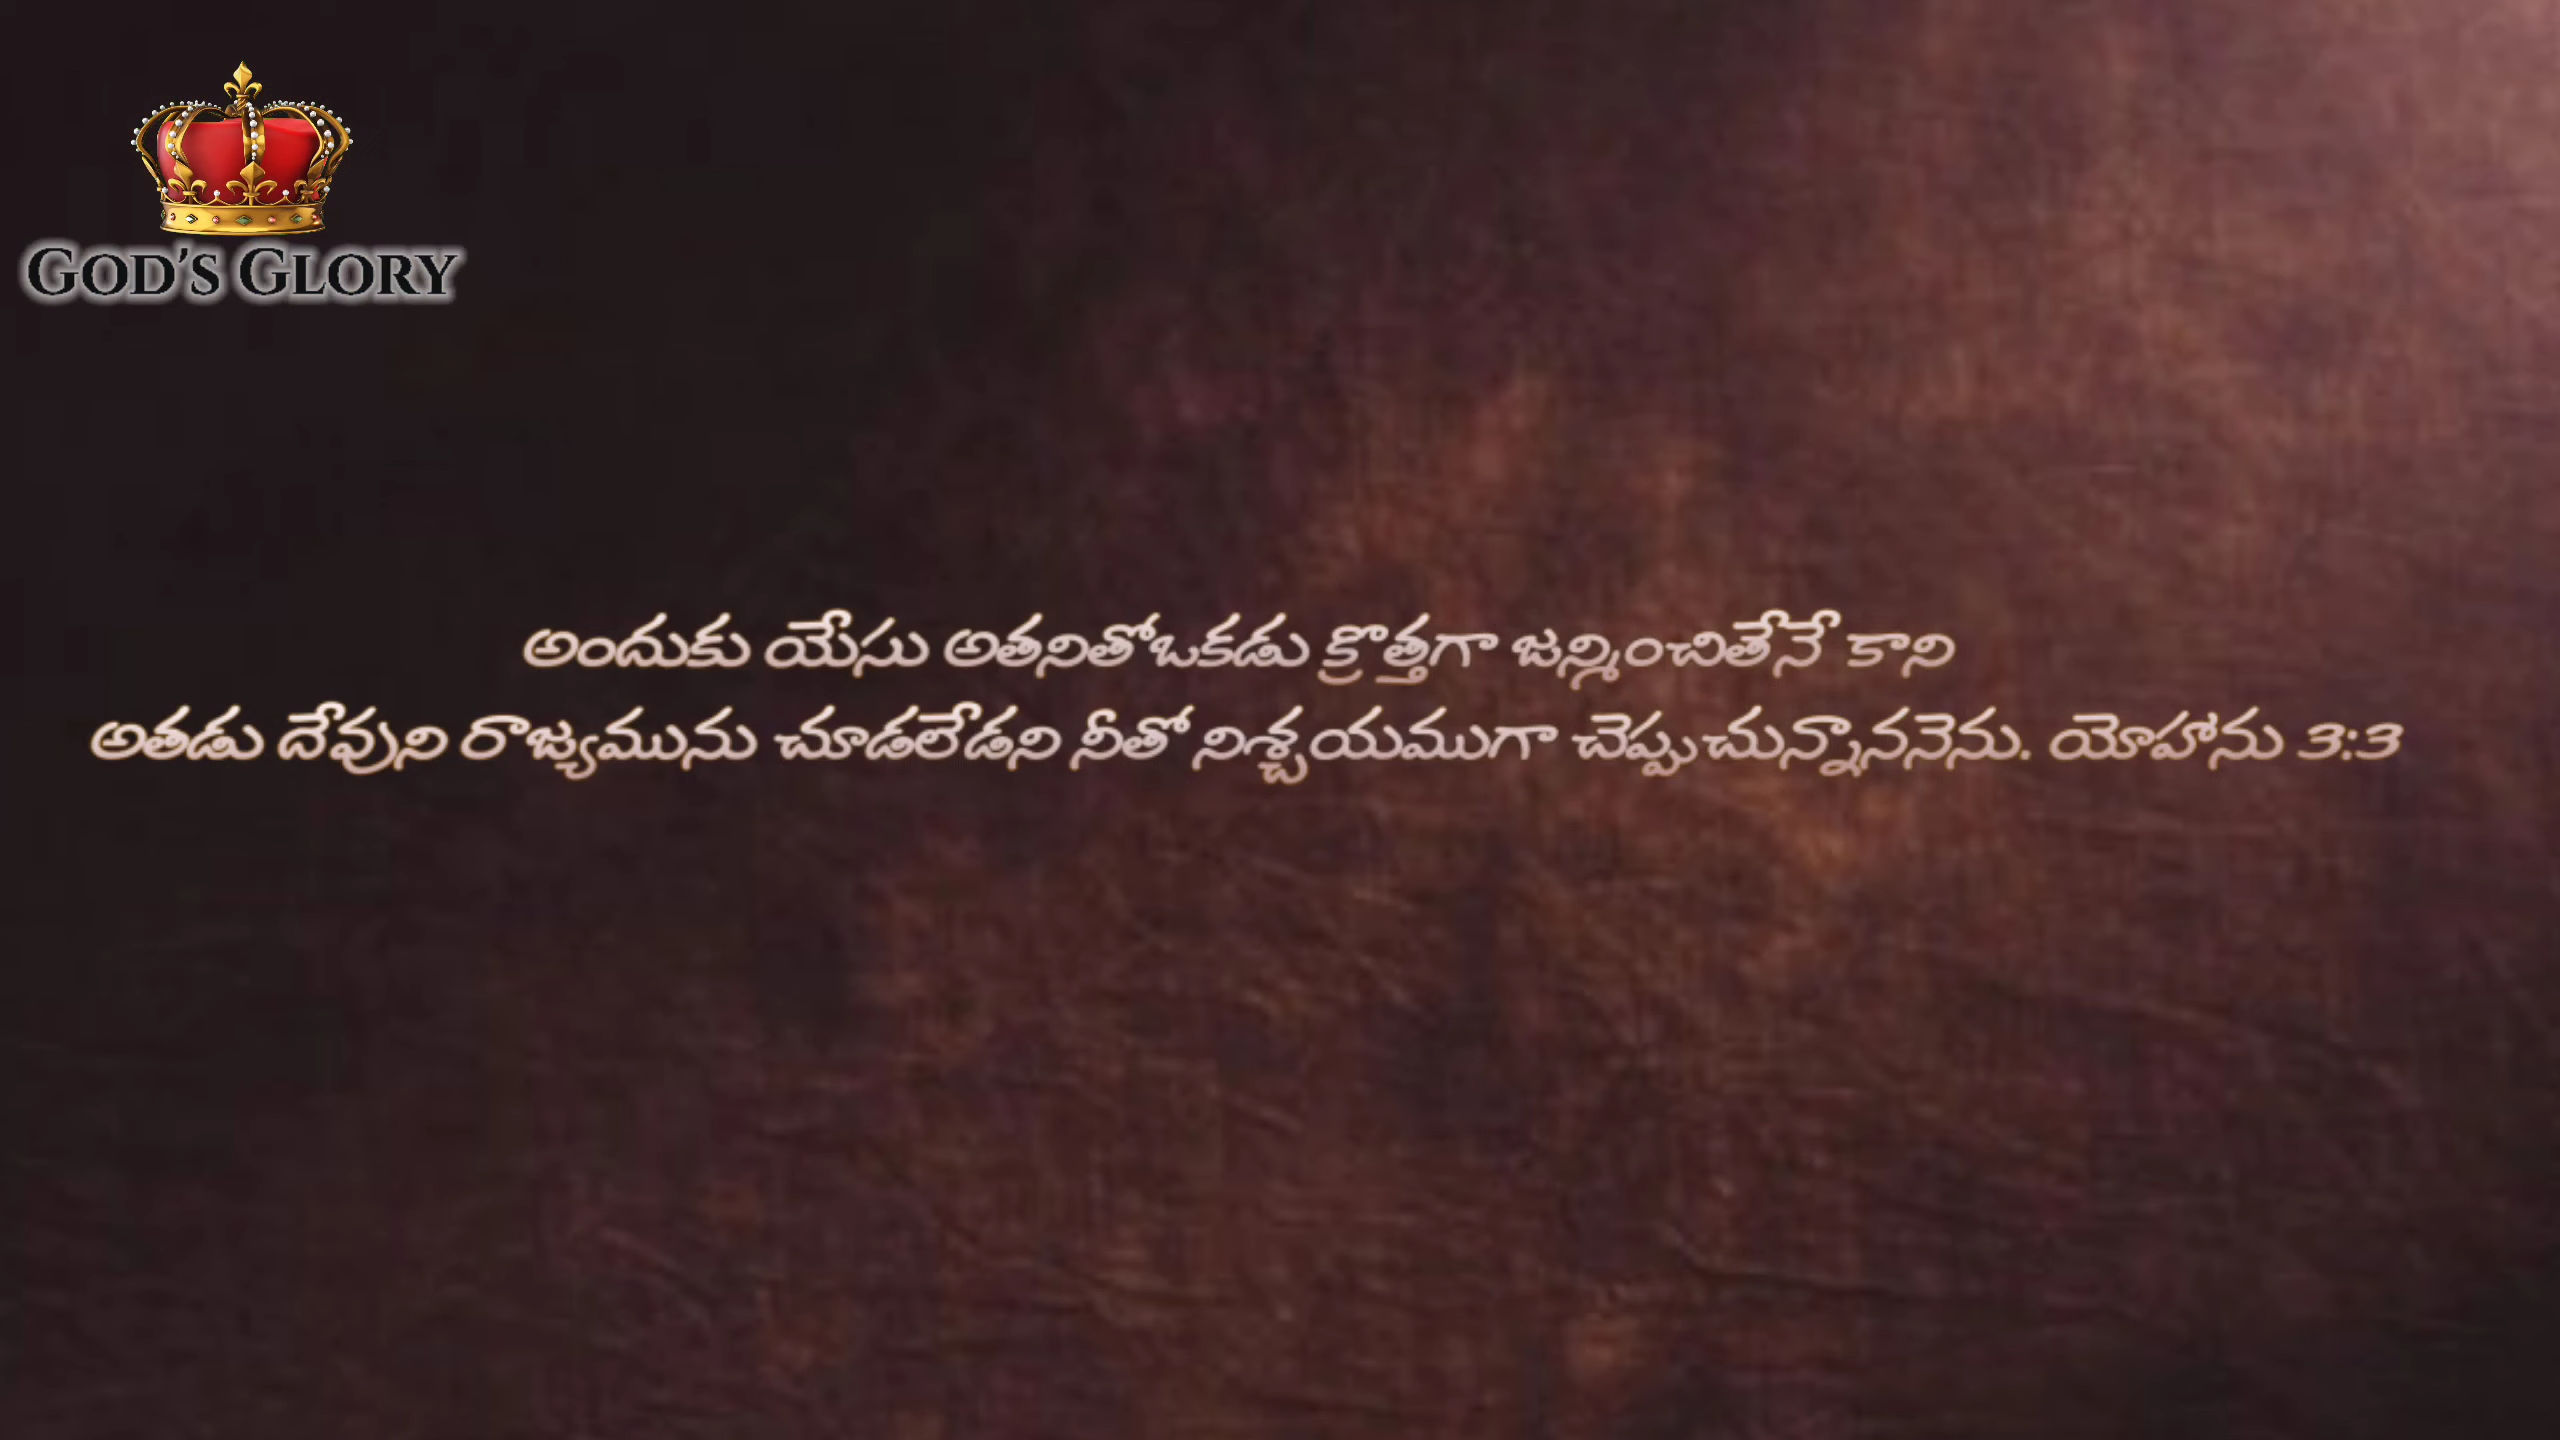 GOD'S GLORY
అందుకు యేసు అతనితోఒకడు క్రొత్తగా జన్మించితేనే కాని
అతడు దేవుని రాజ్యమును చూడలేడని నీతో నిశ్చయముగా చెప్పుచున్నాననెను. యోహాను 3:3